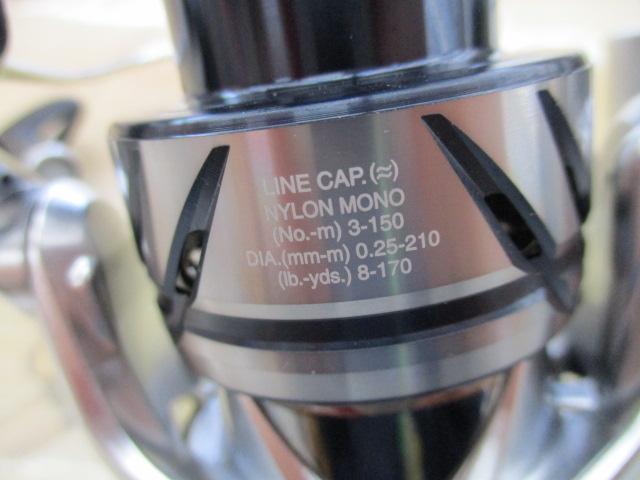 LINE CAP.(≈)
NYLON MONO
(No.-m) 3-150
DIA.(mm-m) 0.25-210
(lb.-yds.) 8-170